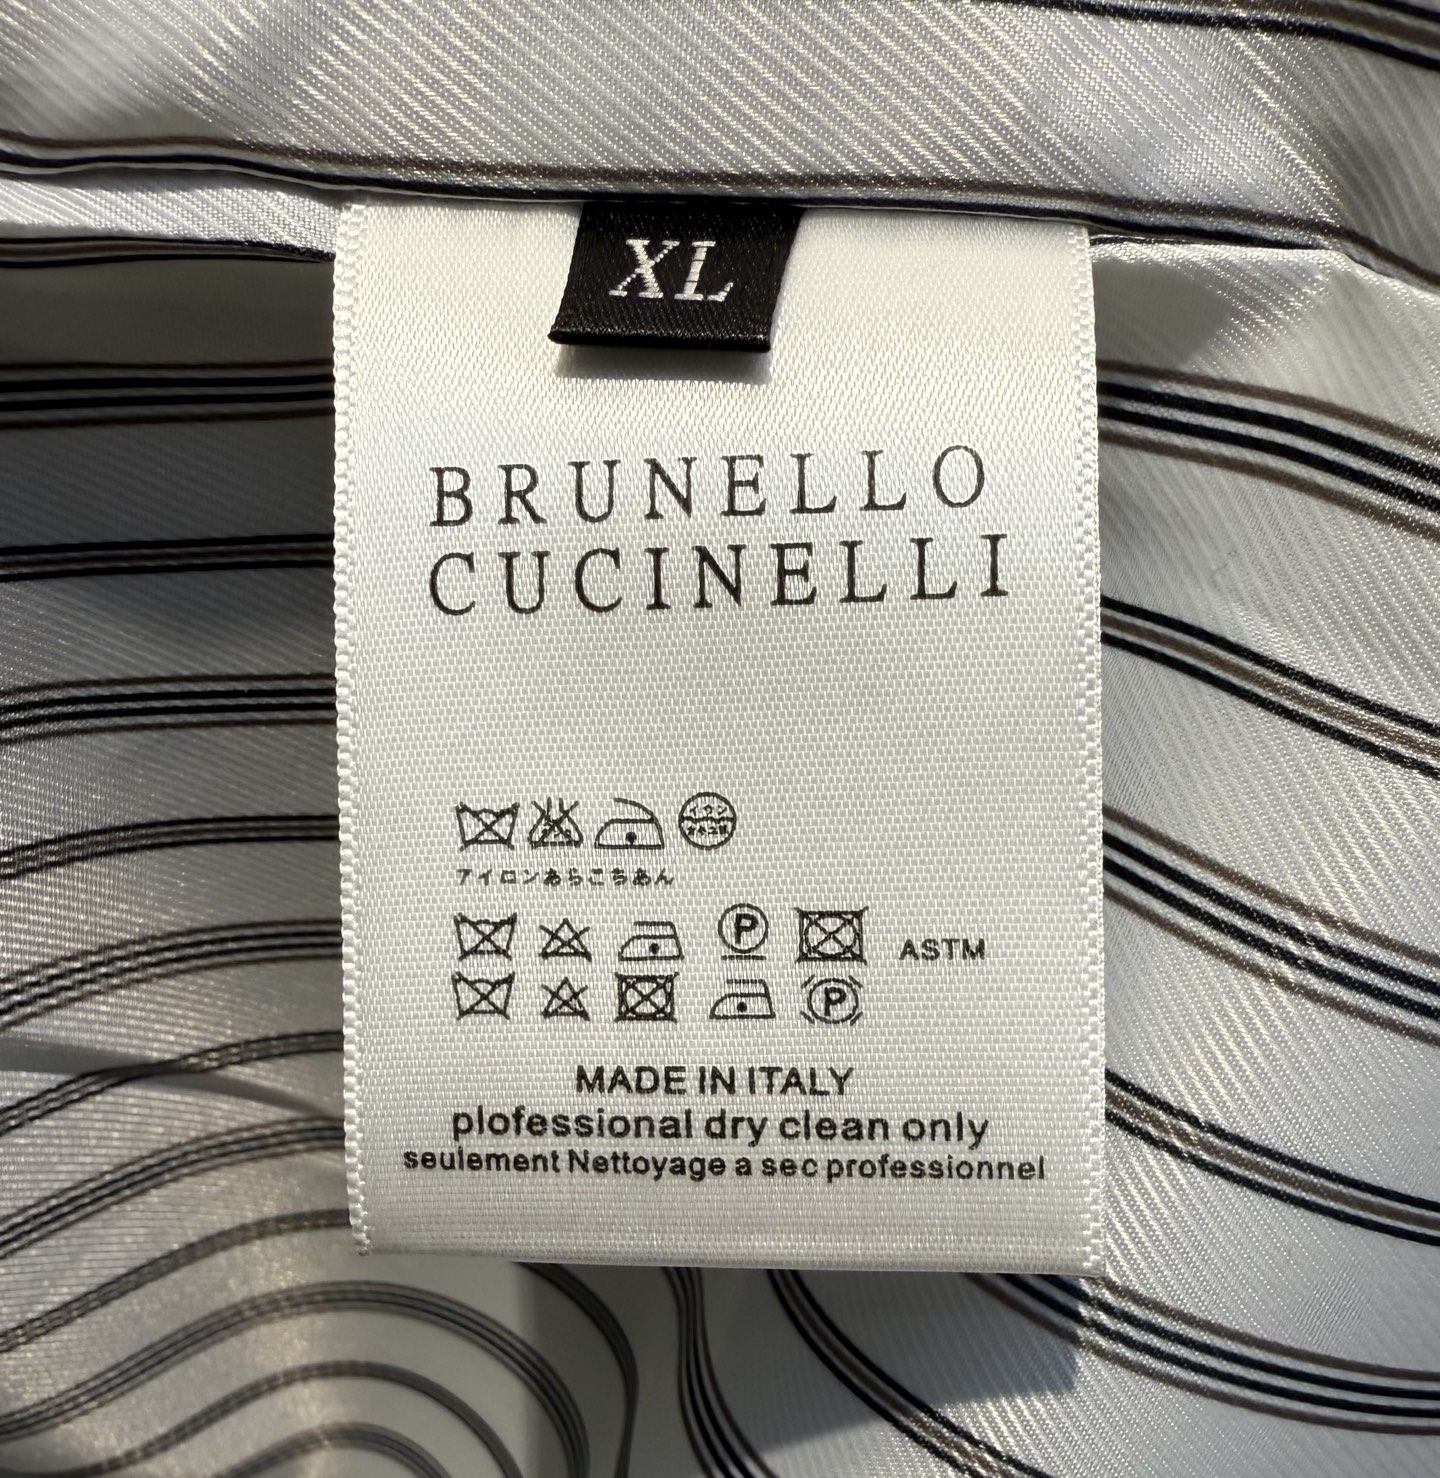 XL
BRUNELLO
CUCINELLI
アイロンあらこちあん
P
ASTM
P
MADE IN ITALY
plofessional dry clean only
seulement Nettoyage a sec professionnel